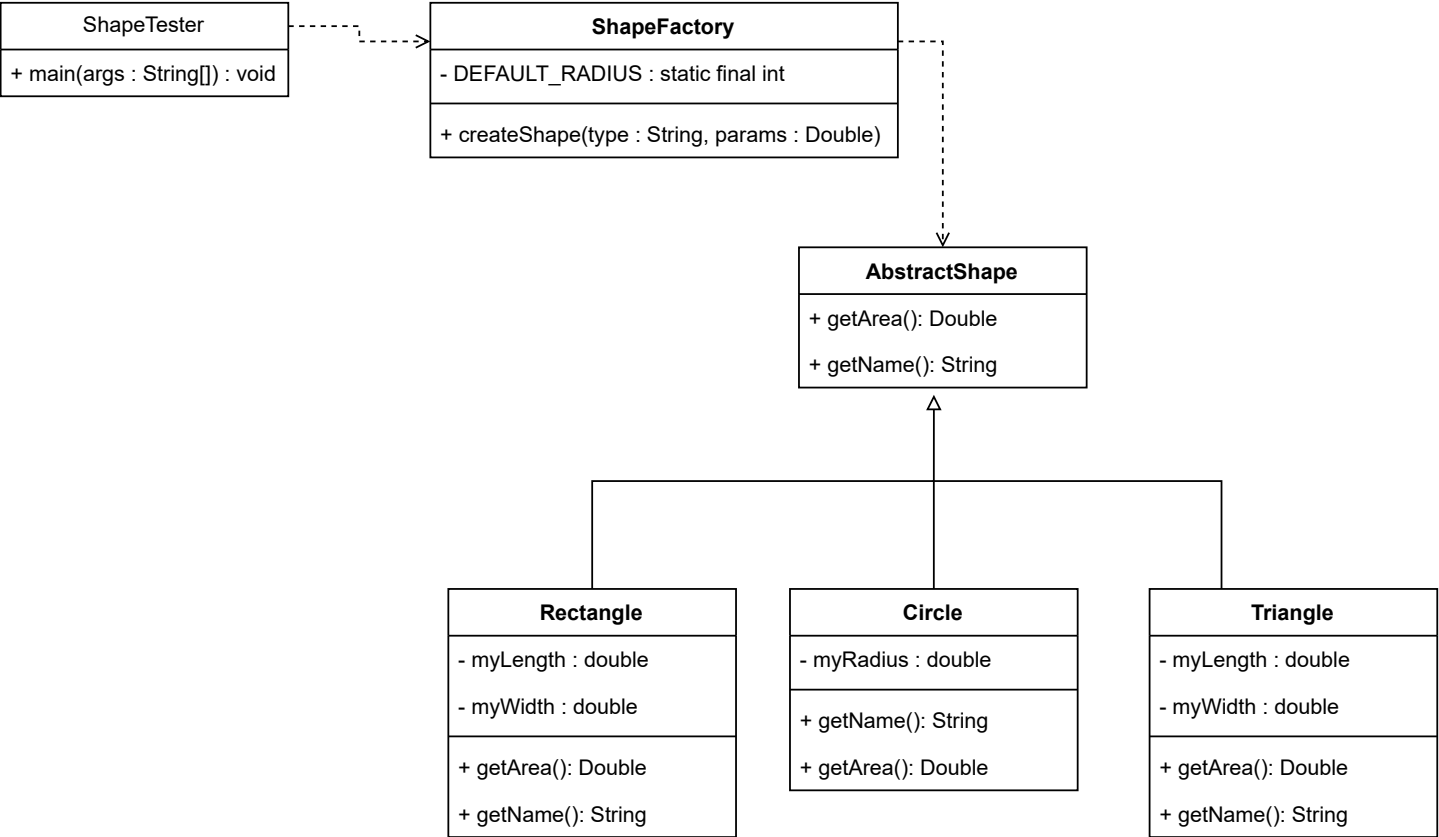 ShapeTester
+ main(args : String[]) : void
ShapeFactory
- DEFAULT_RADIUS : static final int
+ createShape(type : String, params : Double)
AbstractShape
+ getArea(): Double
+ getName(): String
Rectangle
- myLength : double
- myWidth : double
+ getArea(): Double
+ getName(): String
Circle
- myRadius : double
+ getName(): String
+ getArea(): Double
Triangle
- myLength : double
- myWidth : double
+ getArea(): Double
+ getName(): String